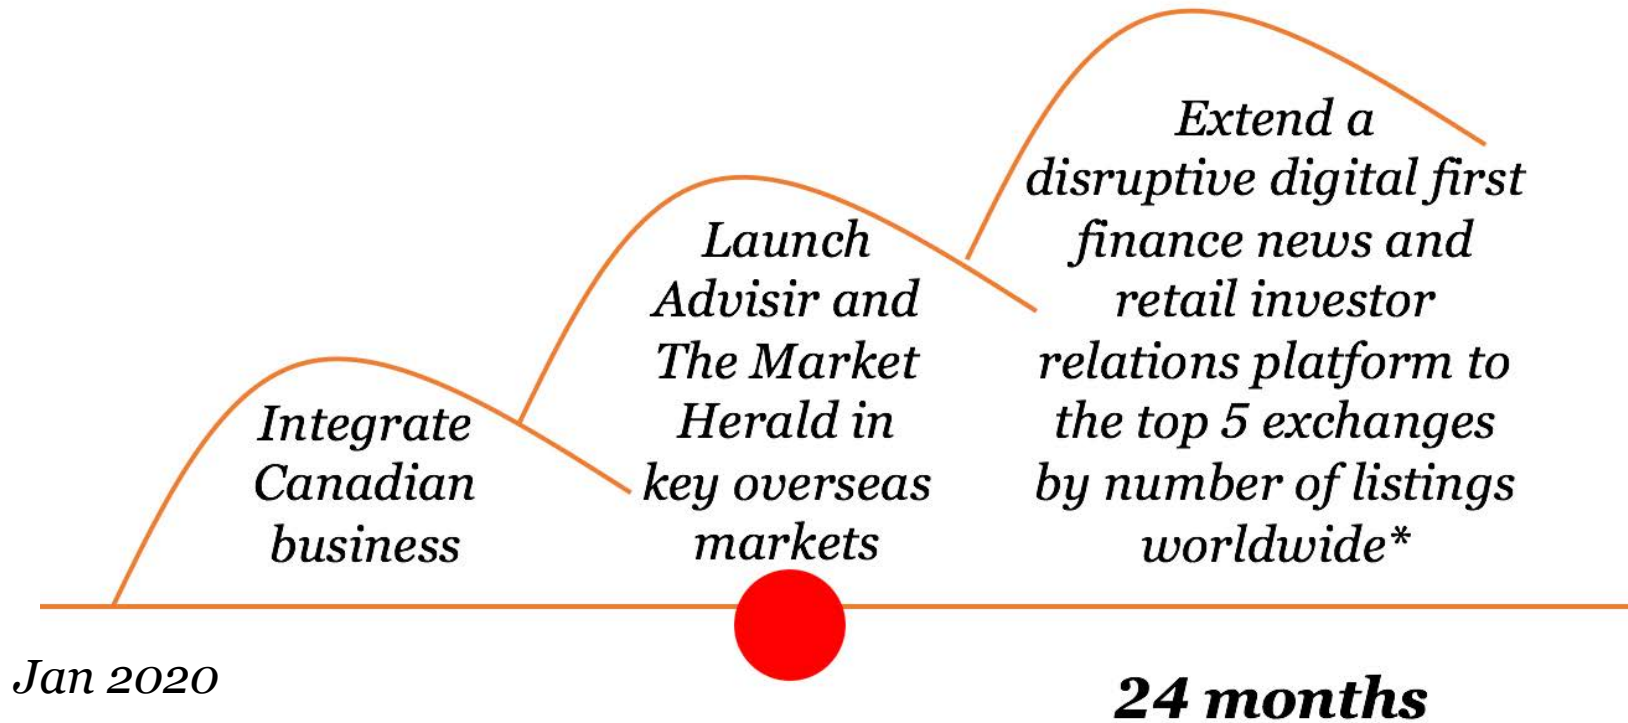 Integrate
Canadian
business
Launch
Advisir and
The Market
Herald in
key overseas
markets
Extend a
disruptive digital first
finance news and
retail investor
relations platform to
the top 5 exchanges
by number of listings
worldwide*
Jan 2020
24 months